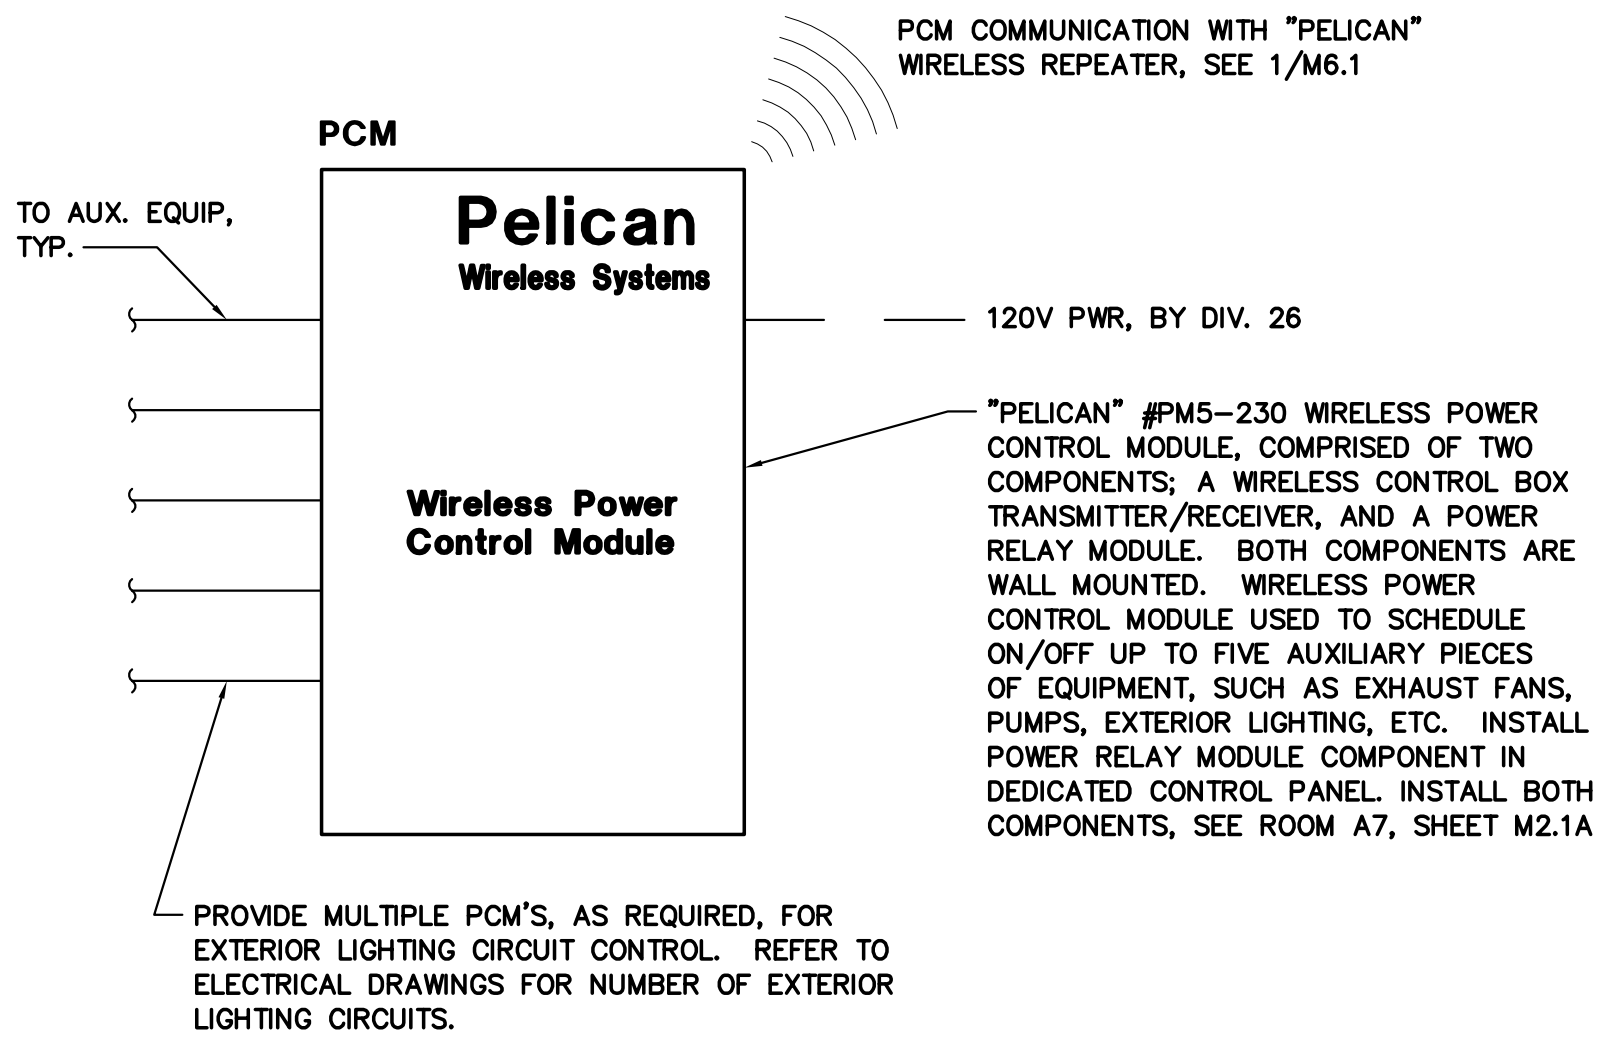 PCM COMMUNICATION WITH "PELICAN"
WIRELESS REPEATER, SEE 1/M6.1
PCM
TO AUX. EQUIP,
TYP.
Pelican
Wireless Systems
120V PWR, BY DIV. 26
Wireless Power
Control Module
"PELICAN" #PM5-230 WIRELESS POWER
CONTROL MODULE, COMPRISED OF TWO
COMPONENTS; A WIRELESS CONTROL BOX
TRANSMITTER/RECEIVER, AND A POWER
RELAY MODULE. BOTH COMPONENTS ARE
WALL MOUNTED. WIRELESS POWER
CONTROL MODULE USED TO SCHEDULE
ON/OFF UP TO FIVE AUXILIARY PIECES
OF EQUIPMENT, SUCH AS EXHAUST FANS,
PUMPS, EXTERIOR LIGHTING, ETC. INSTALL
POWER RELAY MODULE COMPONENT IN
DEDICATED CONTROL PANEL. INSTALL BOTH
COMPONENTS, SEE ROOM A7, SHEET M2.1A
PROVIDE MULTIPLE PCM'S, AS REQUIRED, FOR
EXTERIOR LIGHTING CIRCUIT CONTROL. REFER TO
ELECTRICAL DRAWINGS FOR NUMBER OF EXTERIOR
LIGHTING CIRCUITS.